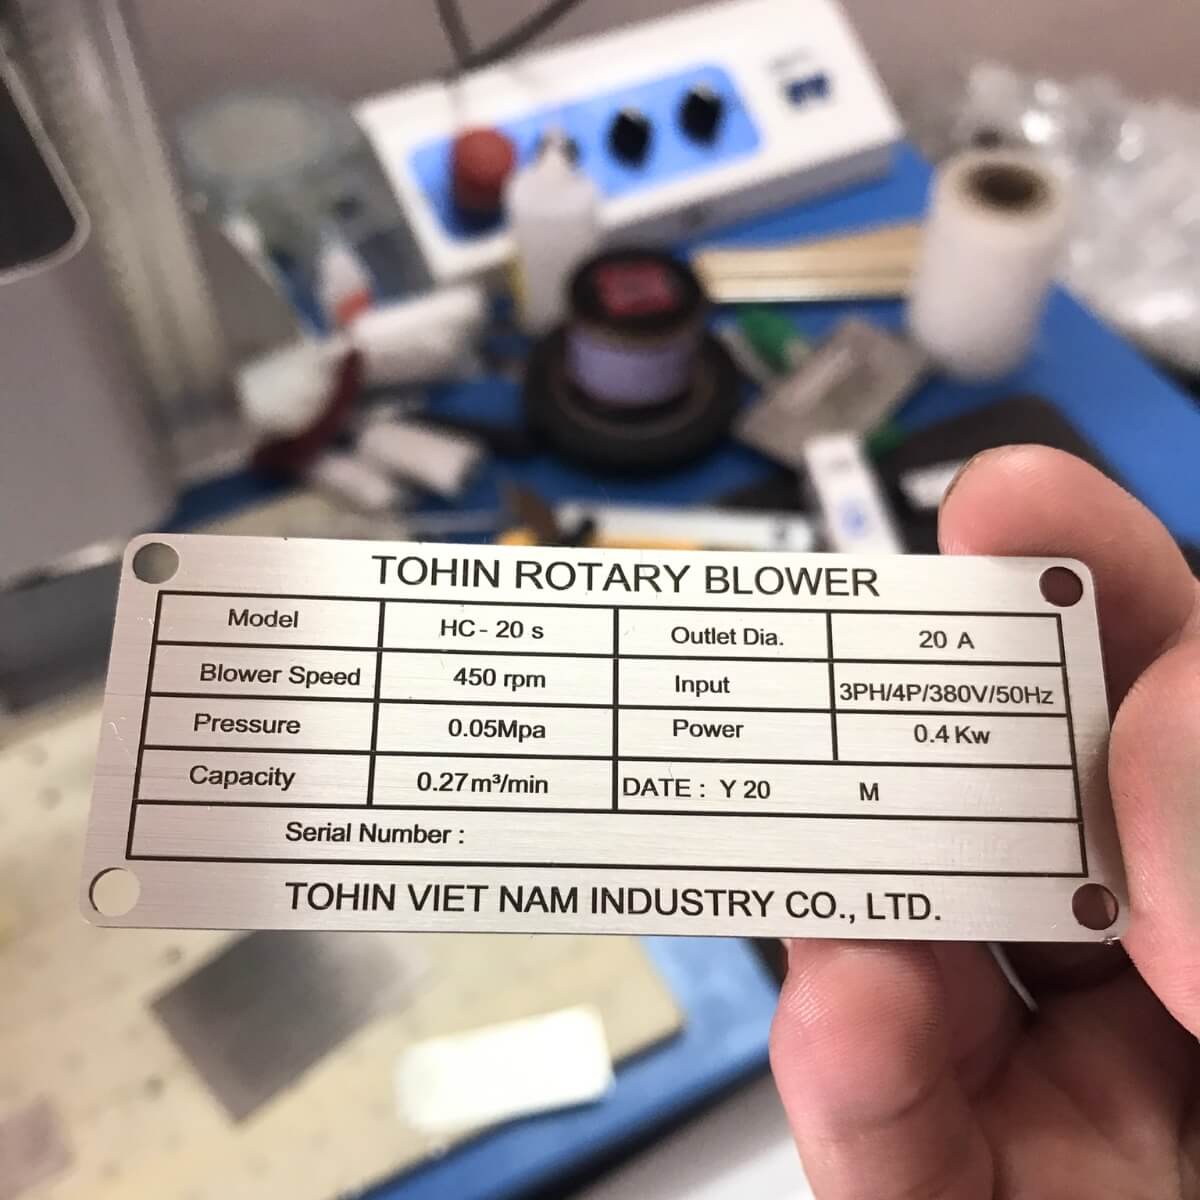 TOHIN ROTARY BLOWER
Model HC - 20 s Outlet Dia. 20 A
Blower Speed 450 rpm Input 3PH/4P/380V/50Hz
Pressure 0.05Mpa Power 0.4 Kw
Capacity 0.27 m³/min DATE : Y 20 M
Serial Number :
TOHIN VIET NAM INDUSTRY CO., LTD.